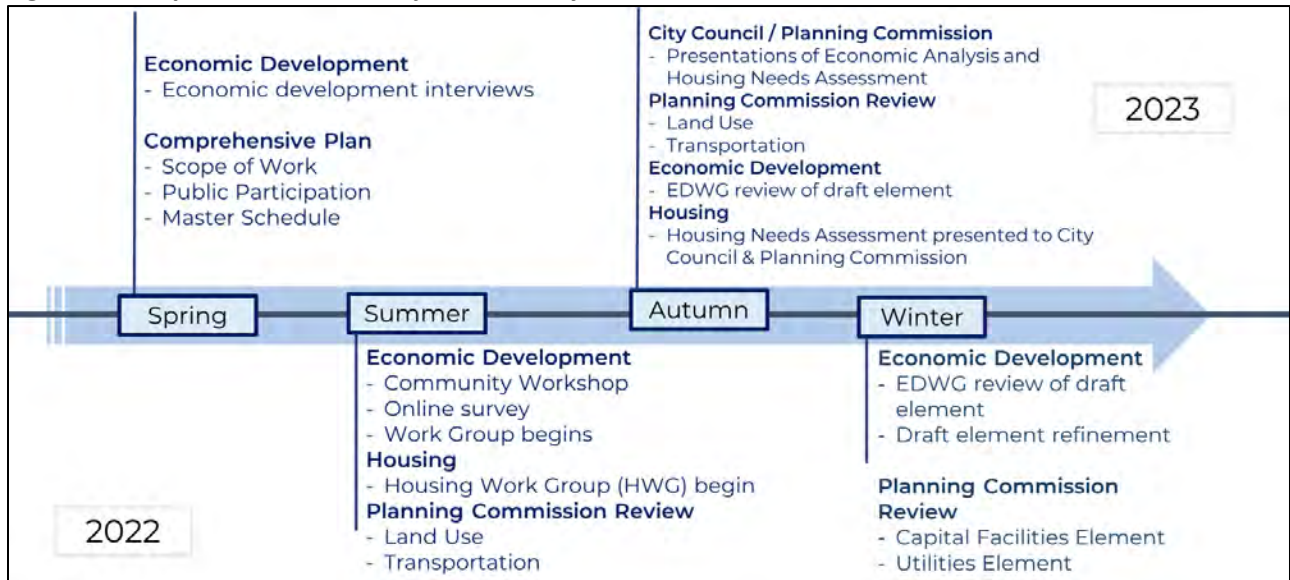 Economic Development
- Economic development interviews
Comprehensive Plan
- Scope of Work
- Public Participation
- Master Schedule
City Council / Planning Commission
- Presentations of Economic Analysis and
Housing Needs Assessment
Planning Commission Review
- Land Use
- Transportation
Economic Development
- EDWG review of draft element
Housing
- Housing Needs Assessment presented to City
Council & Planning Commission
2023
Spring
Summer
Autumn
Winter
Economic Development
- Community Workshop
- Online survey
- Work Group begins
Housing
- Housing Work Group (HWG) begin
Planning Commission Review
- Land Use
- Transportation
Economic Development
- EDWG review of draft
element
- Draft element refinement
Planning Commission
Review
- Capital Facilities Element
- Utilities Element
2022